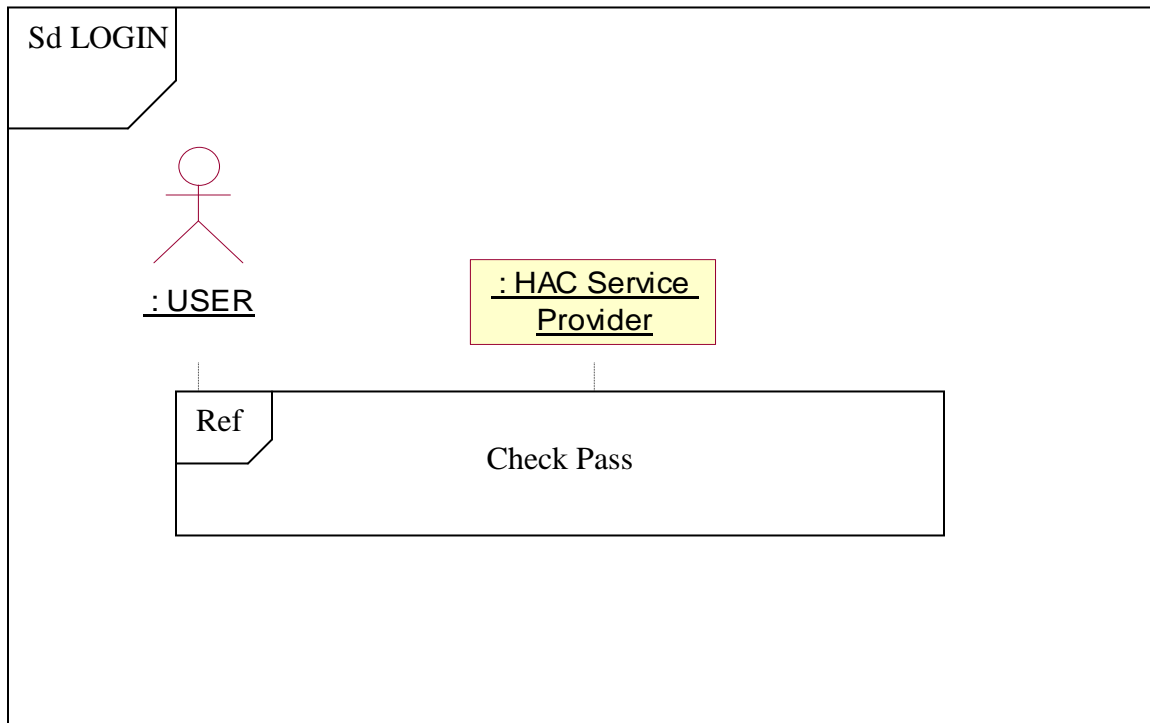 Sd LOGIN
: HAC Service
: USER
Provider
Ref
Check Pass